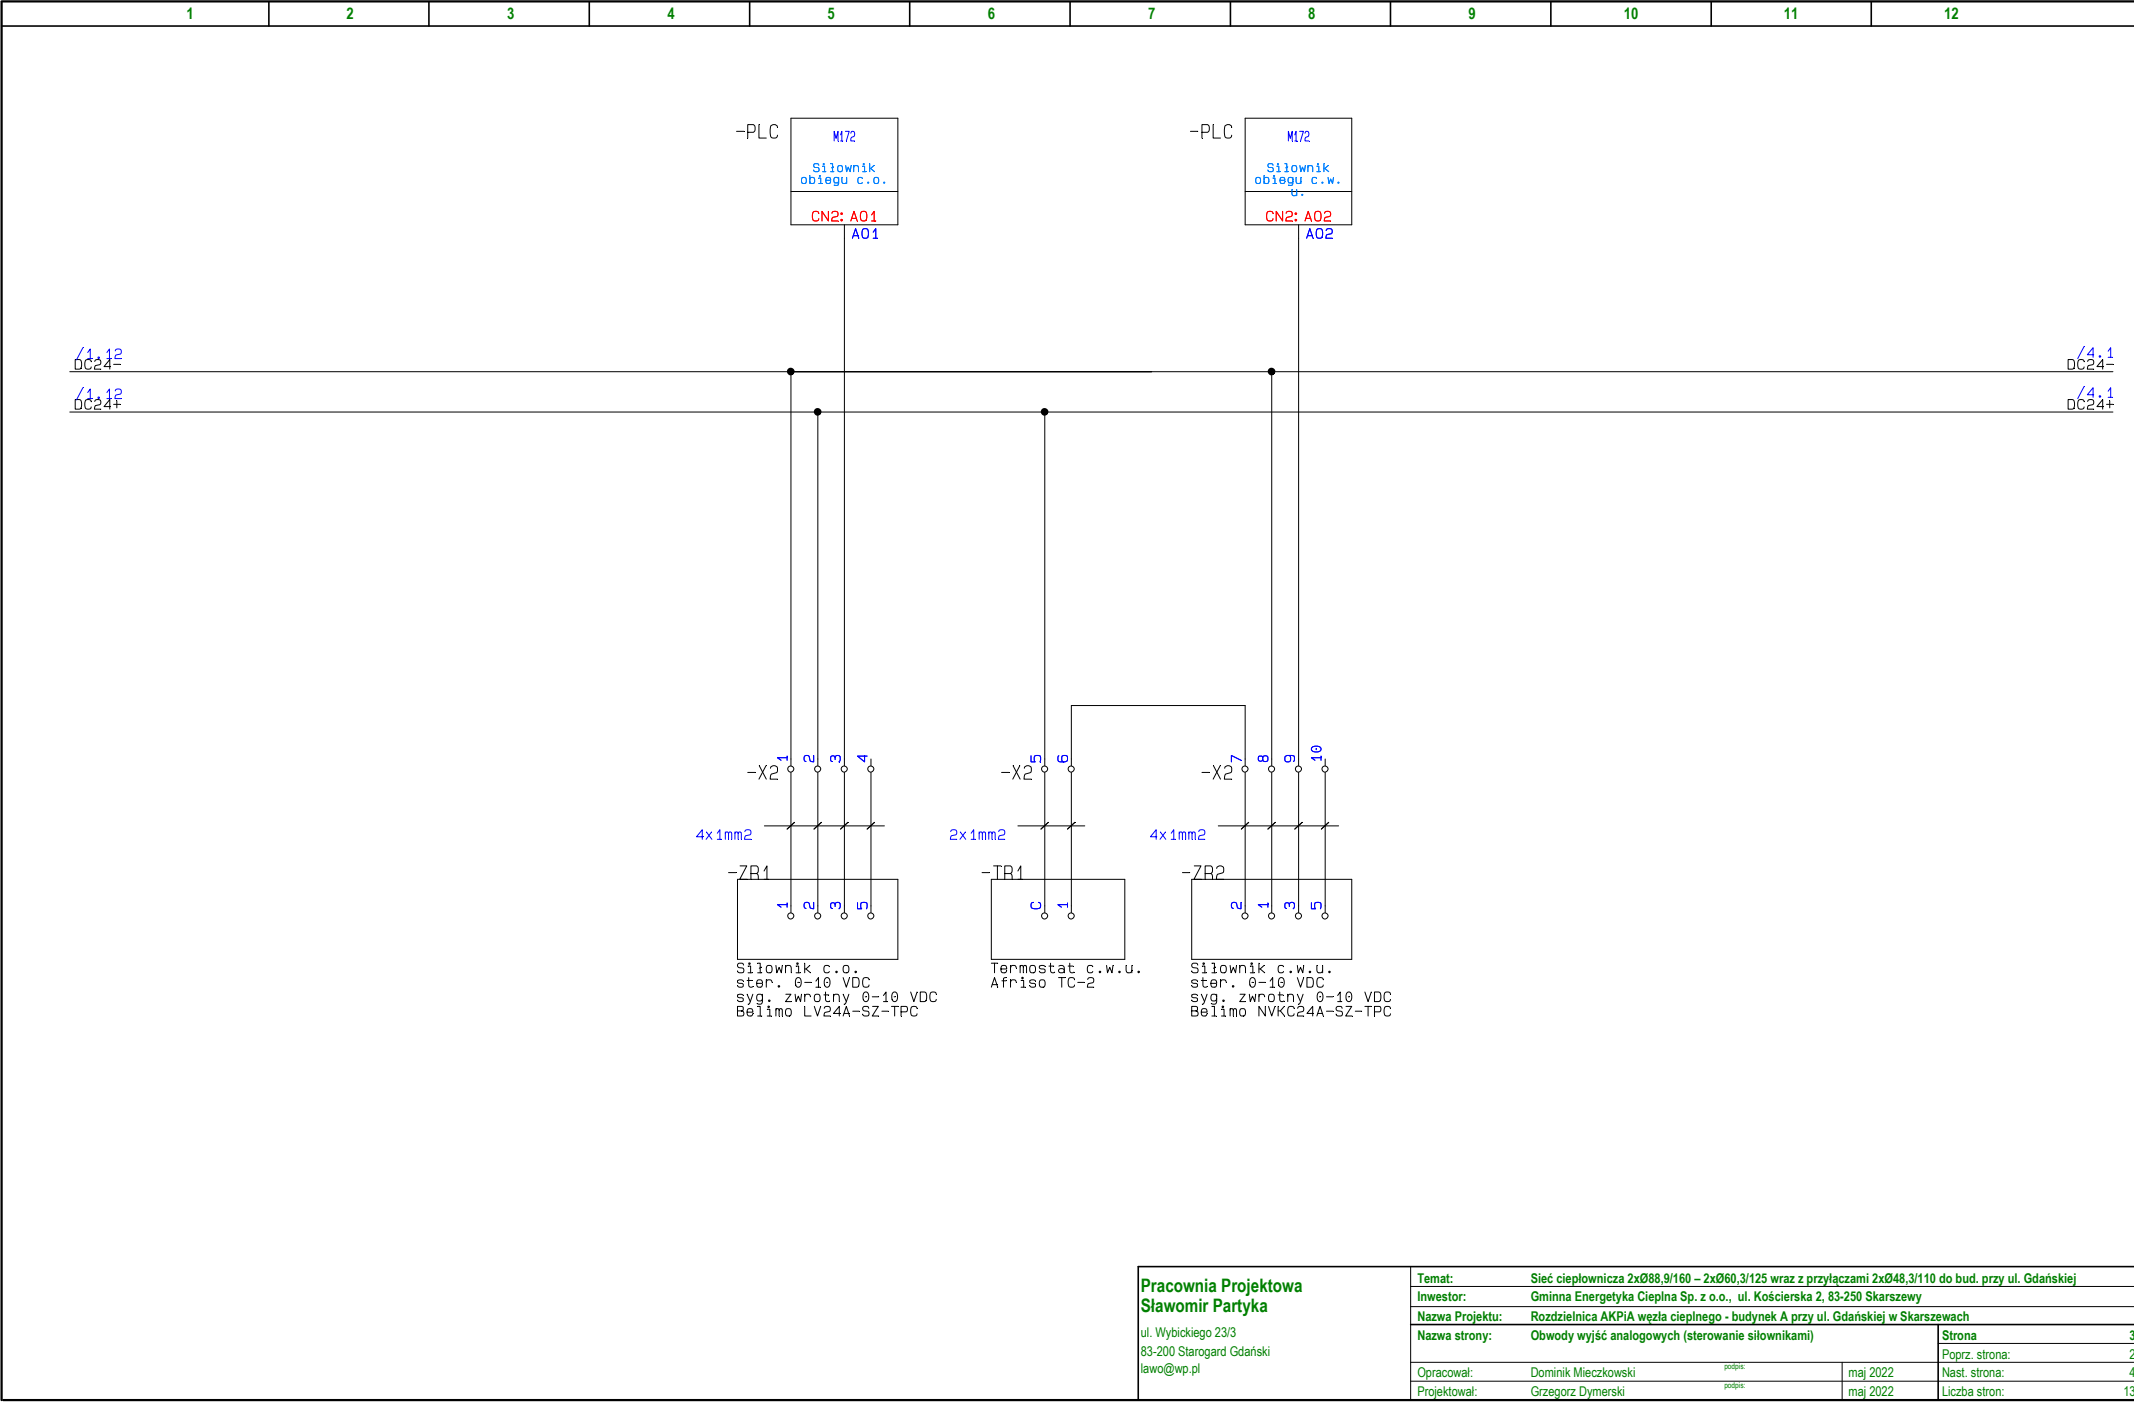 1 2 3 4 5 6 7 8 9 10 11 12
-PLC
M172
Siłownik
obiegu c.o.
CN2: AO1
AO1
-PLC
M172
Siłownik
obiegu c.w.
u.
CN2: AO2
AO2
/1.12
DC24-
/4.1
DC24-
/1.12
DC24+
/4.1
DC24+
-X2 1 2 3 4
-X2 5 6
-X2 7 8 9 10
4x1mm2
2x1mm2
4x1mm2
-ZR1
1 2 3 5
-TR1
C 1
-ZR2
2 1 3 5
Siłownik c.o.
ster. 0-10 VDC
syg. zwrotny 0-10 VDC
Belimo LV24A-SZ-TPC
Termostat c.w.u.
Afriso TC-2
Siłownik c.w.u.
ster. 0-10 VDC
syg. zwrotny 0-10 VDC
Belimo NVKC24A-SZ-TPC
Pracownia Projektowa
Sławomir Partyka
ul. Wybickiego 23/3
83-200 Starogard Gdański
lawo@wp.pl
Temat: Sieć ciepłownicza 2xØ88,9/160 – 2xØ60,3/125 wraz z przyłączami 2xØ48,3/110 do bud. przy ul. Gdańskiej
Inwestor: Gminna Energetyka Cieplna Sp. z o.o., ul. Kościerska 2, 83-250 Skarszewy
Nazwa Projektu: Rozdzielnica AKPiA węzła cieplnego - budynek A przy ul. Gdańskiej w Skarszewach
Nazwa strony: Obwody wyjść analogowych (sterowanie siłownikami)
Strona 3
Poprz. strona: 2
Opracował: Dominik Mieczkowski podpis: maj 2022
Nast. strona: 4
Projektował: Grzegorz Dymerski podpis: maj 2022
Liczba stron: 13